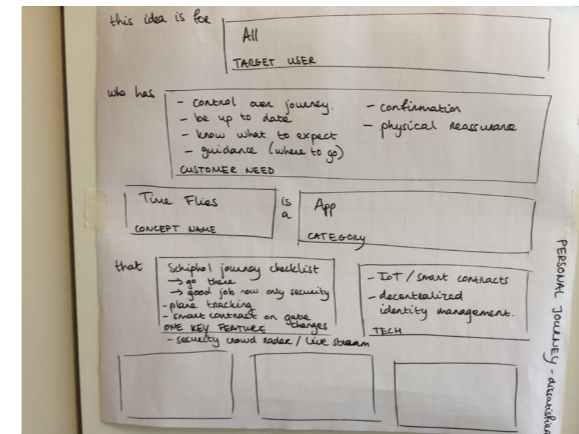 this idea is for
All
TARGET USER
who has
- control over journey.
- be up to date
- know what to expect
- guidance (where to go)
- confirmation
- physical reassurance
CUSTOMER NEED
Time Flies
CONCEPT NAME
is a
App
CATEGORY
that
Schiphol journey checklist
→ go there
→ good job now only security
- plane tracking
- smart contract on gate changes
ONE KEY FEATURE
- security crowd radar / live stream
- IoT / smart contracts
- decentralized
identity management.
TECH
PERSONAL JOURNEY -